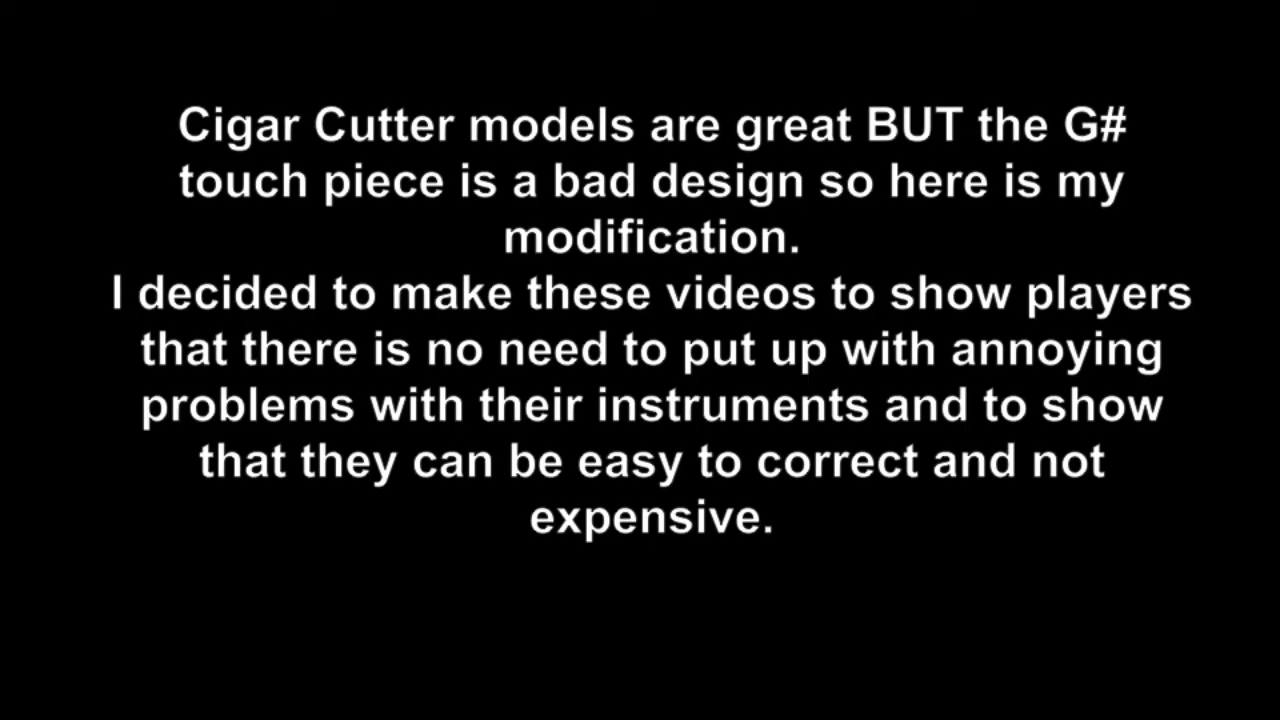 Cigar Cutter models are great BUT the G#
touch piece is a bad design so here is my
modification.
I decided to make these videos to show players
that there is no need to put up with annoying
problems with their instruments and to show
that they can be easy to correct and not
expensive.